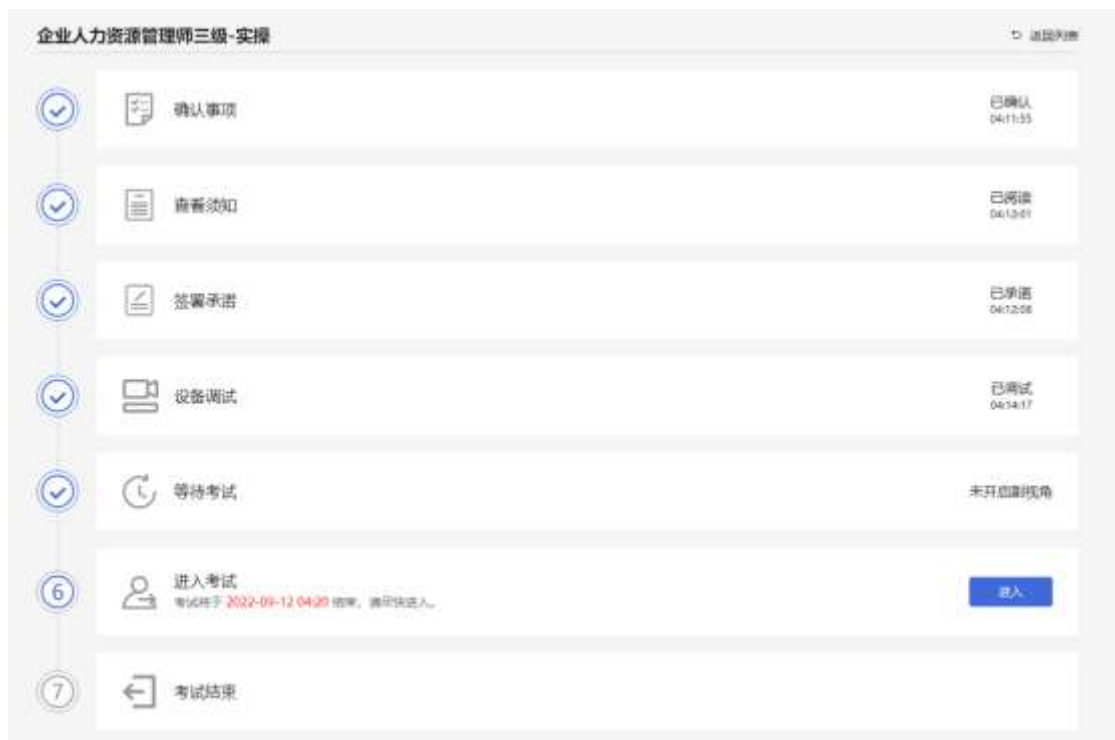 企业人力资源管理师三级-实操
返回列表
确认事项
已确认
04:11:55
查看须知
已阅读
04:12:01
签署承诺
已承诺
04:12:08
设备调试
已调试
04:14:17
等待考试
未开启副视角
6
进入考试
考试将于 2022-09-12 04:20 结束，请尽快进入。
进入
7
考试结束